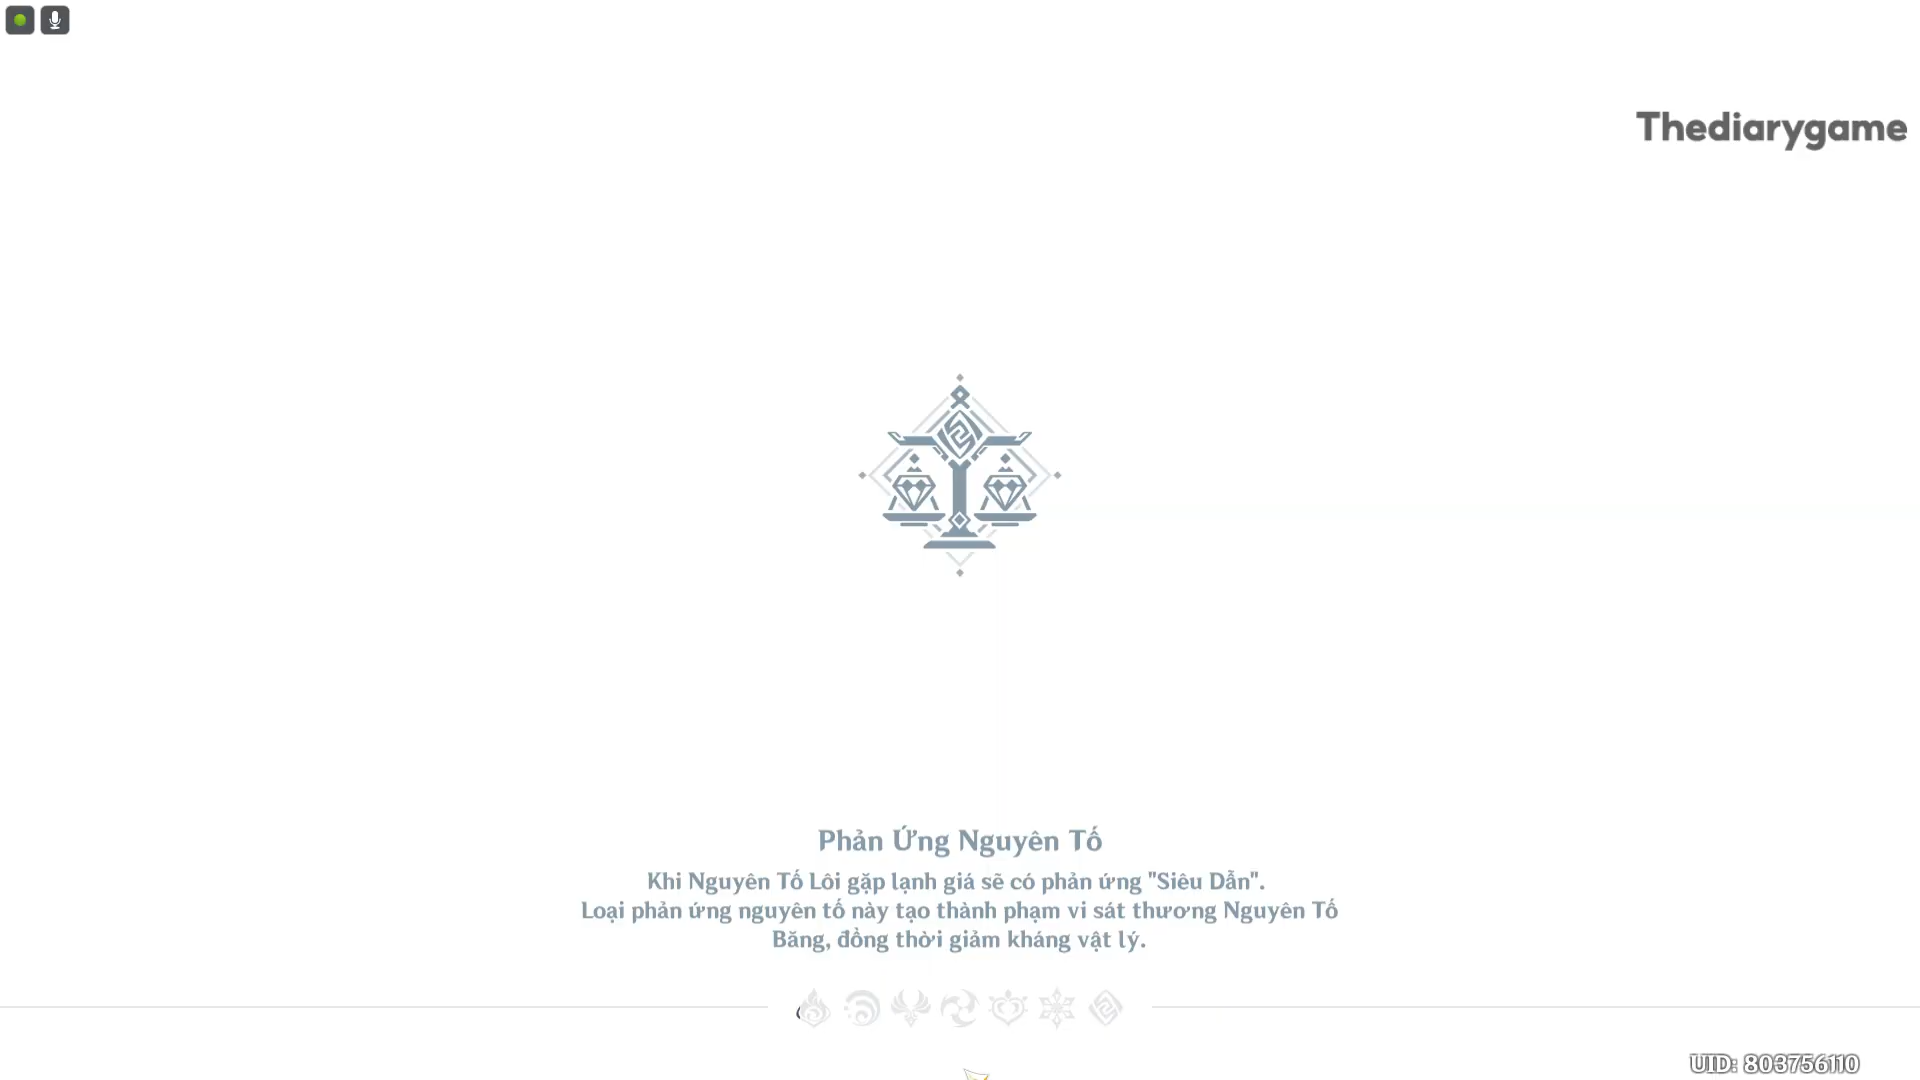 Thediarygame
Phản Ứng Nguyên Tố
Khi Nguyên Tố Lôi gặp lạnh giá sẽ có phản ứng "Siêu Dẫn".
Loại phản ứng nguyên tố này tạo thành phạm vi sát thương Nguyên Tố
Băng, đồng thời giảm kháng vật lý.
UID: 803756110